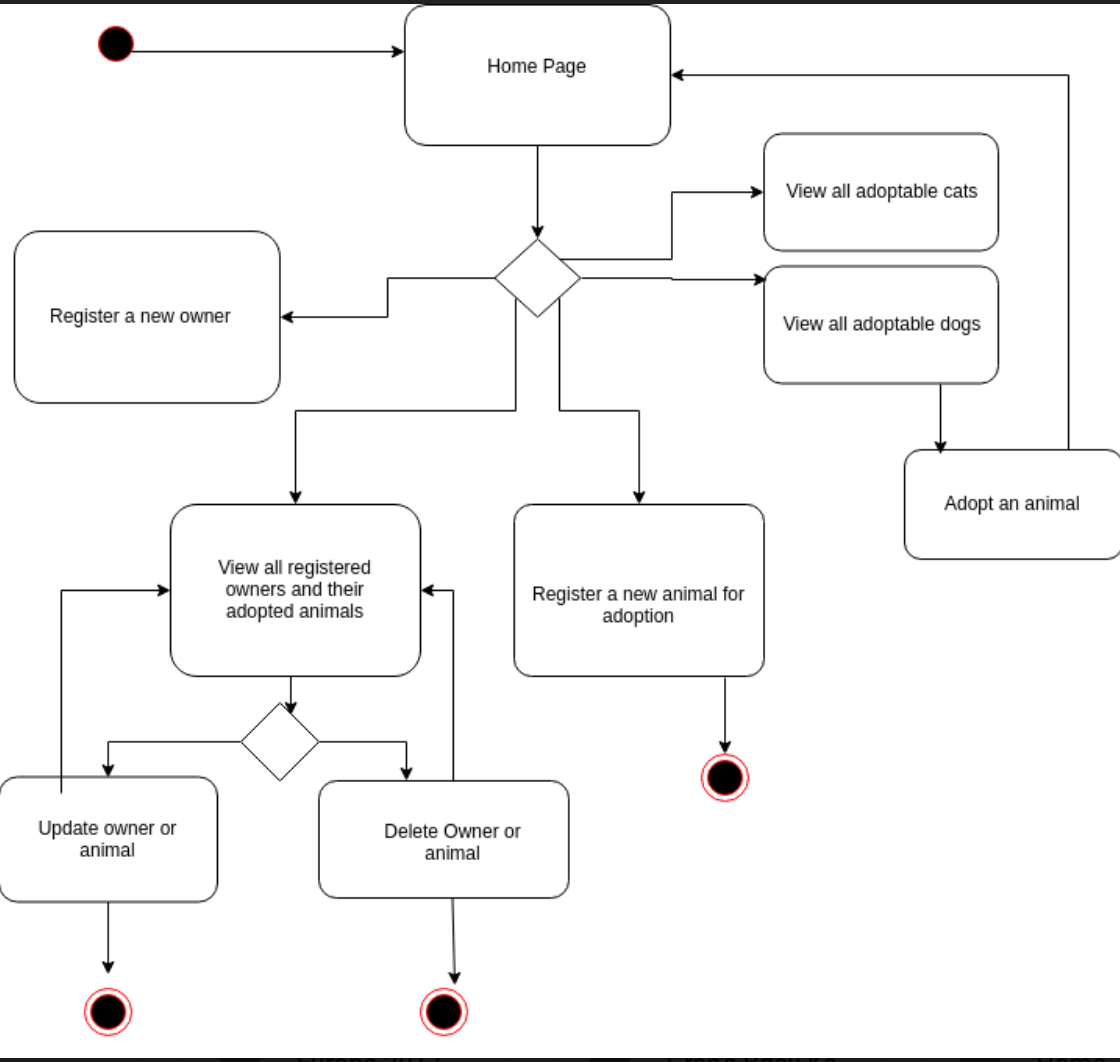 Home Page
View all adoptable cats
Register a new owner
View all adoptable dogs
Adopt an animal
View all registered
owners and their
adopted animals
Register a new animal for
adoption
Update owner or
animal
Delete Owner or
animal